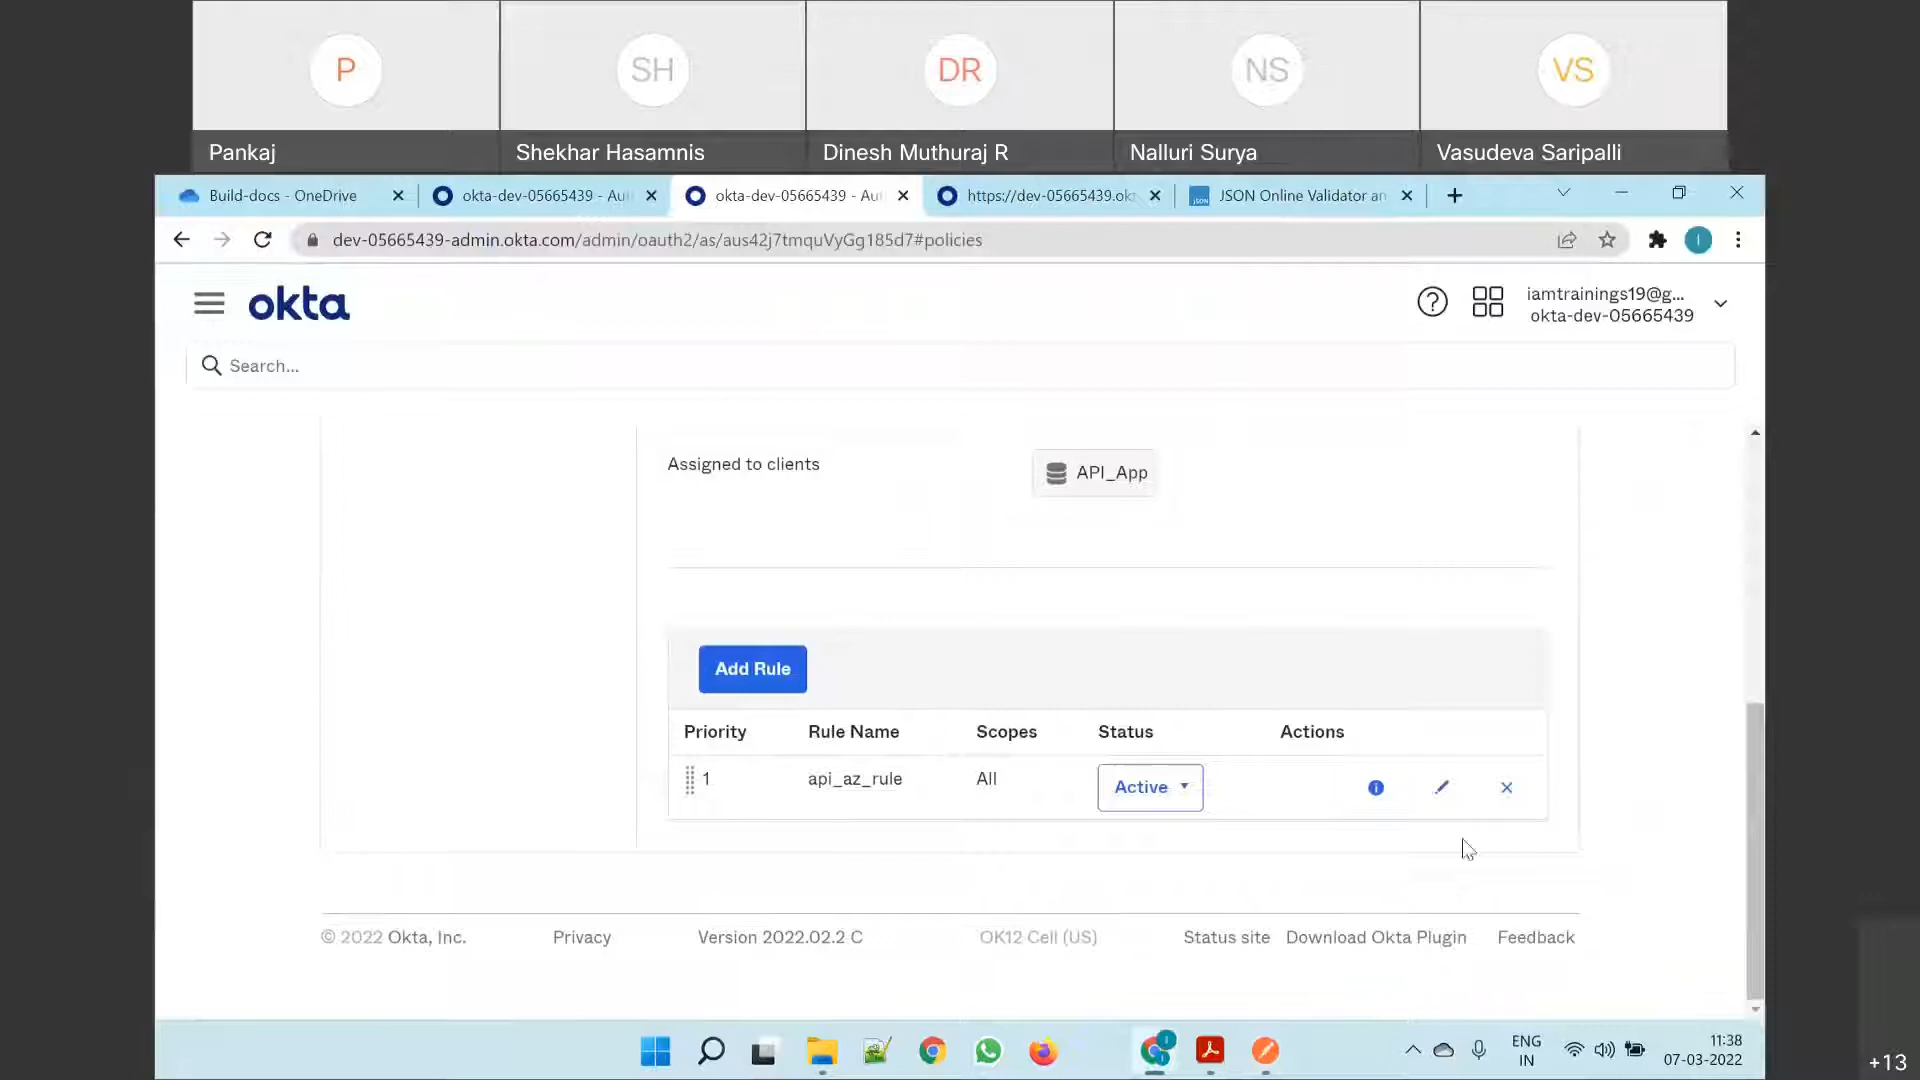 P
SH
DR
NS
VS
Pankaj
Shekhar Hasamnis
Dinesh Muthuraj R
Nalluri Surya
Vasudeva Saripalli
Build-docs - OneDrive
okta-dev-05665439 - Aut
okta-dev-05665439 - Aut
https://dev-05665439.okt
JSON Online Validator an
dev-05665439-admin.okta.com/admin/oauth2/as/aus42j7tmquVyGg185d7#policies
I
okta
iamtrainings19@g...
okta-dev-05665439
Search...
Assigned to clients
API_App
Add Rule
Priority Rule Name Scopes Status Actions
1 api_az_rule All Active
© 2022 Okta, Inc. Privacy Version 2022.02.2 C OK12 Cell (US) Status site Download Okta Plugin Feedback
ENG
IN
11:38
07-03-2022
+13